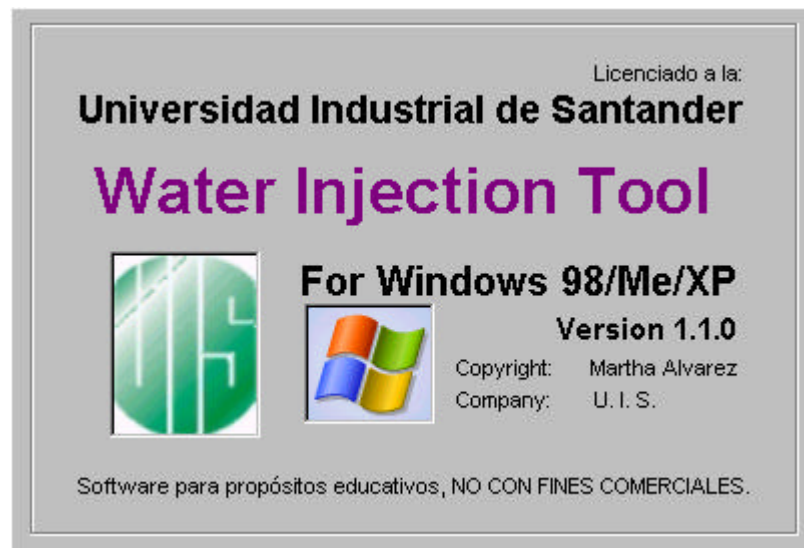 Licenciado a la:
Universidad Industrial de Santander
Water Injection Tool
UIS
For Windows 98/Me/XP
Version 1.1.0
Copyright: Martha Alvarez
Company: U. I. S.
Software para propósitos educativos, NO CON FINES COMERCIALES.